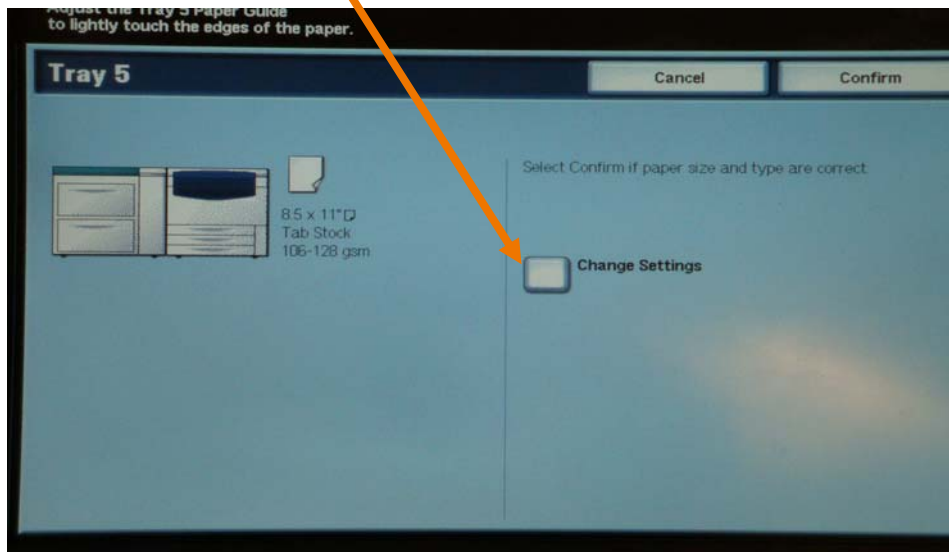 Adjust the Tray 5 Paper Guide
to lightly touch the edges of the paper.
Tray 5
Cancel
Confirm
Select Confirm if paper size and type are correct.
8.5 x 11"
Tab Stock
106-128 gsm
Change Settings